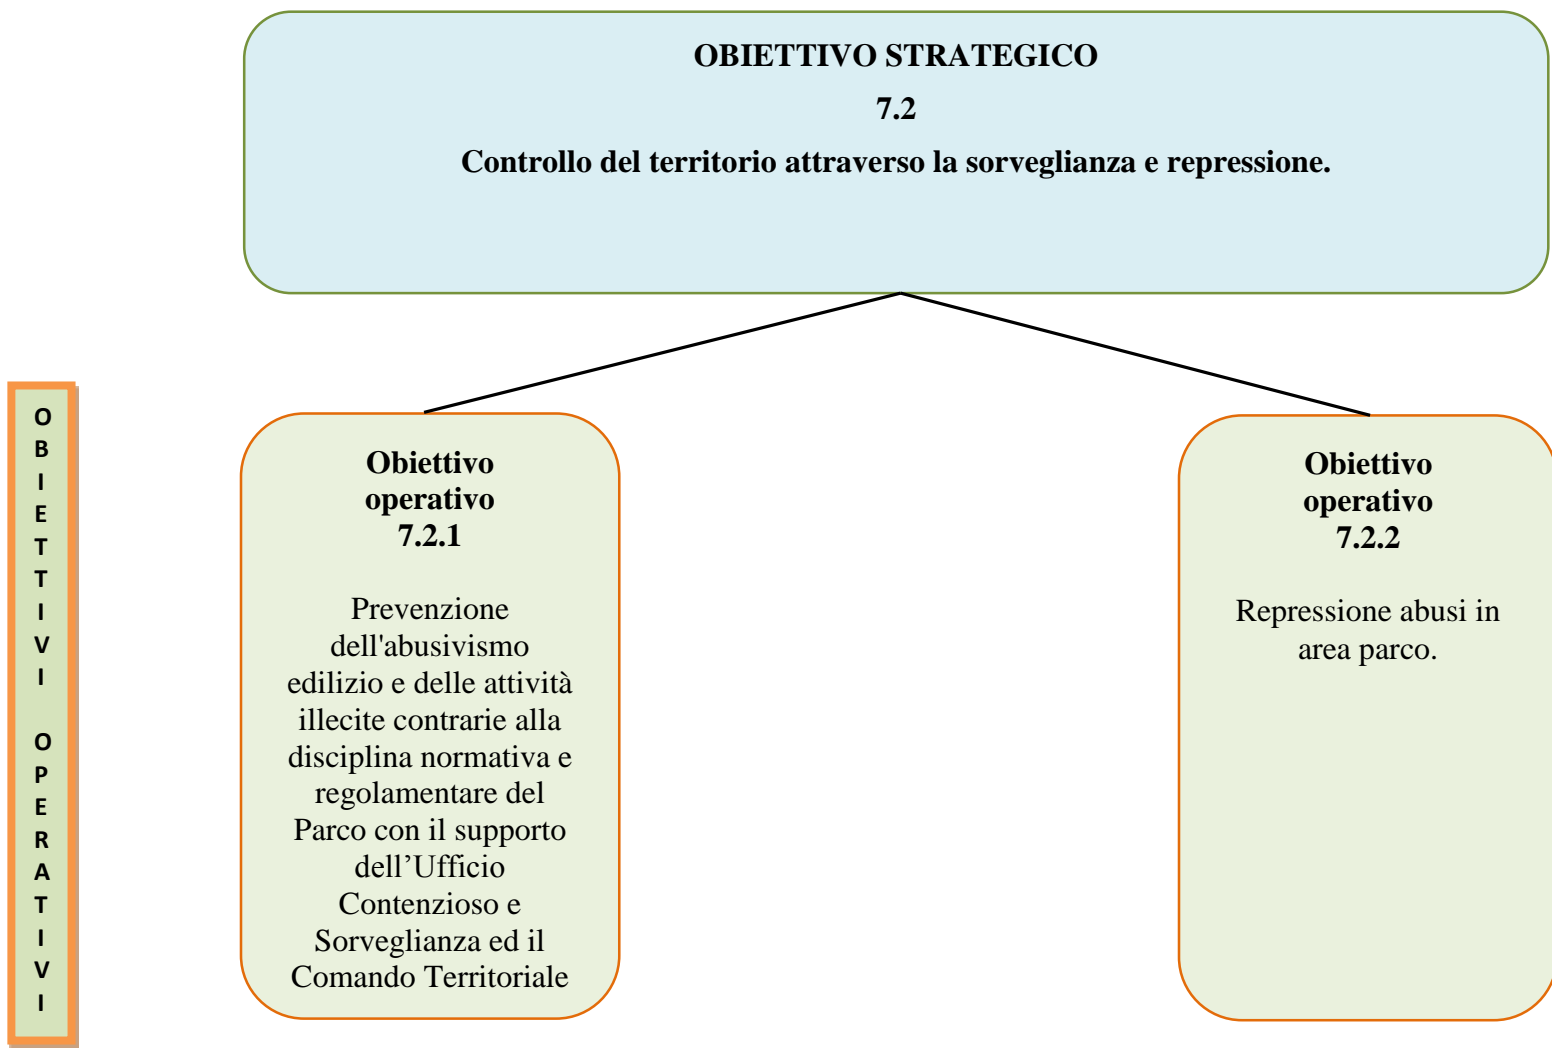 OBIETTIVO STRATEGICO
7.2
Controllo del territorio attraverso la sorveglianza e repressione.
OBIETTIVI OPERATIVI
Obiettivo
operativo
7.2.1
Prevenzione
dell'abusivismo
edilizio e delle attività
illecite contrarie alla
disciplina normativa e
regolamentare del
Parco con il supporto
dell’Ufficio
Contenzioso e
Sorveglianza ed il
Comando Territoriale
Obiettivo
operativo
7.2.2
Repressione abusi in
area parco.